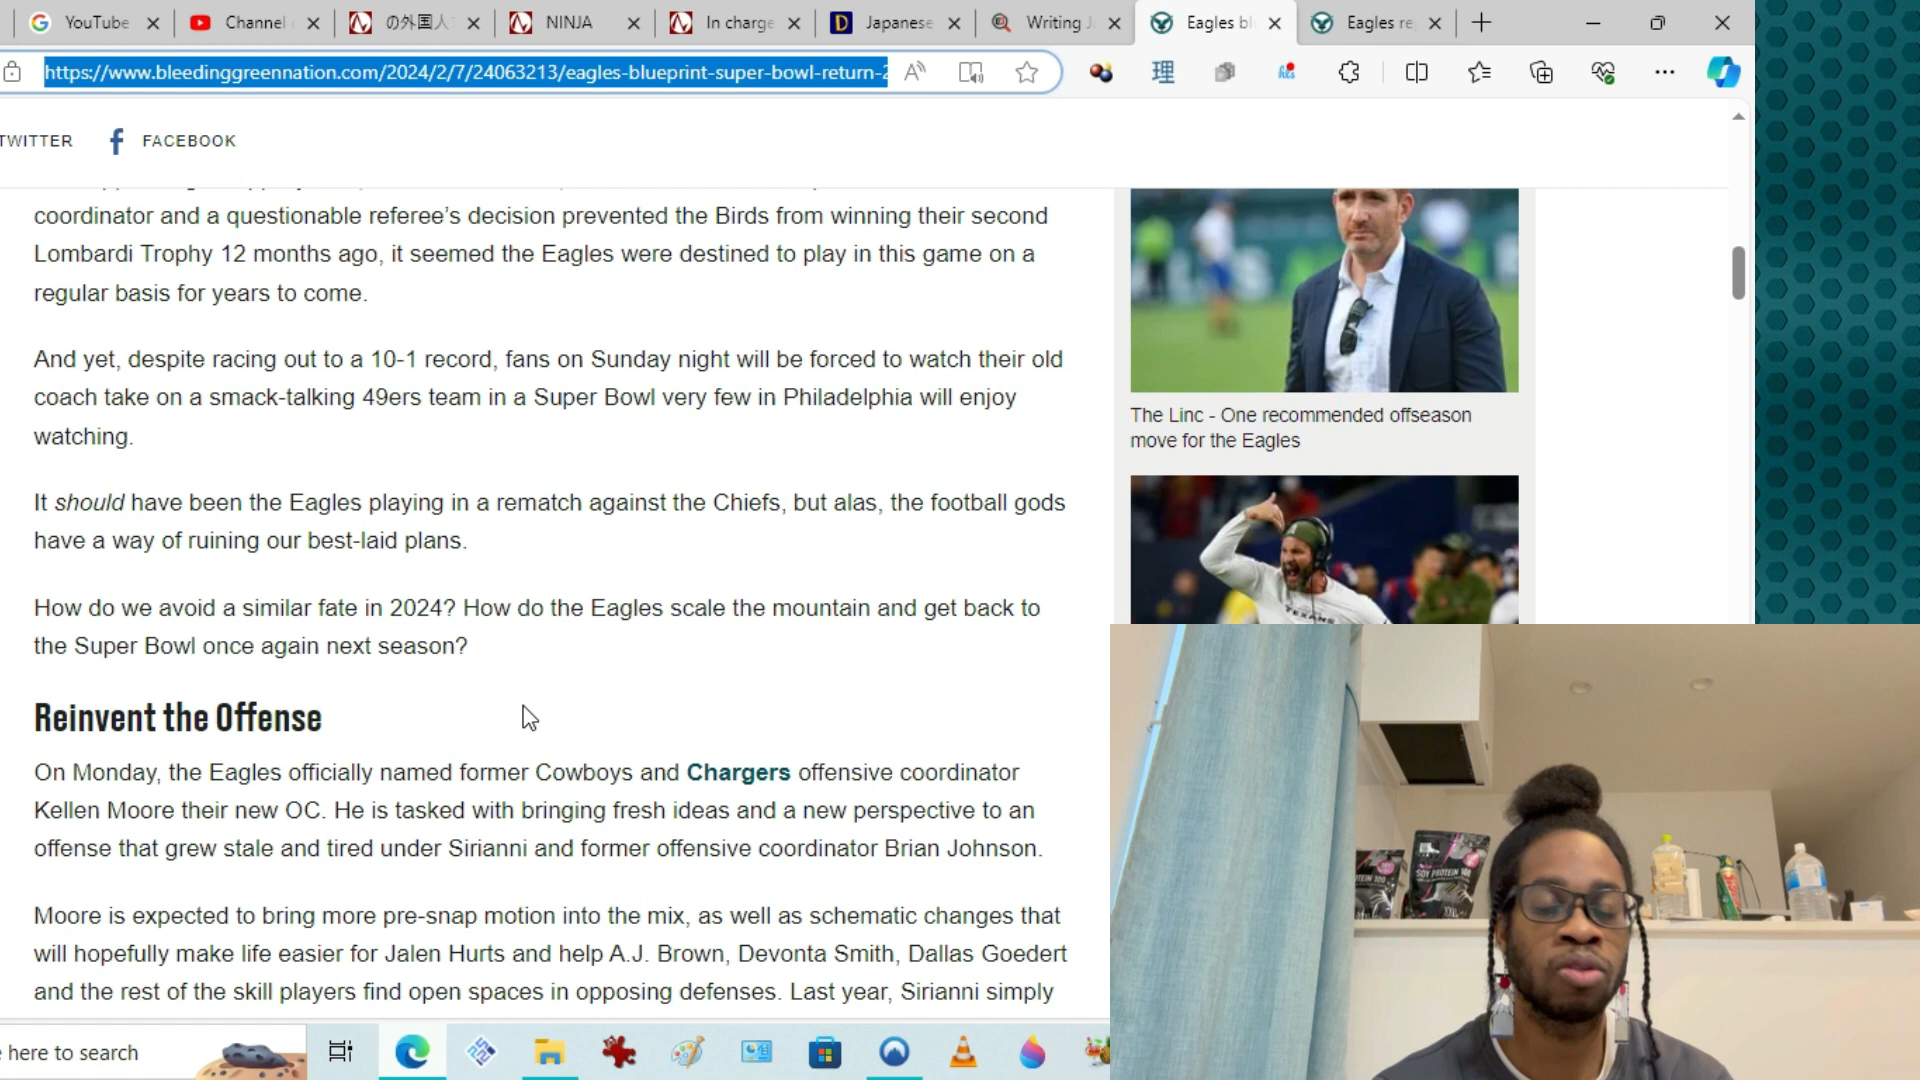 YouTube
Channel
の外国人
NINJA
In charge
Japanese
Writing J
Eagles bl
Eagles re
https://www.bleedinggreennation.com/2024/2/7/24063213/eagles-blueprint-super-bowl-return-2
TWITTER
FACEBOOK
coordinator and a questionable referee's decision prevented the Birds from winning their second
Lombardi Trophy 12 months ago, it seemed the Eagles were destined to play in this game on a
regular basis for years to come.
And yet, despite racing out to a 10-1 record, fans on Sunday night will be forced to watch their old
coach take on a smack-talking 49ers team in a Super Bowl very few in Philadelphia will enjoy
watching.
It should have been the Eagles playing in a rematch against the Chiefs, but alas, the football gods
have a way of ruining our best-laid plans.
How do we avoid a similar fate in 2024? How do the Eagles scale the mountain and get back to
the Super Bowl once again next season?
Reinvent the Offense
On Monday, the Eagles officially named former Cowboys and Chargers offensive coordinator
Kellen Moore their new OC. He is tasked with bringing fresh ideas and a new perspective to an
offense that grew stale and tired under Sirianni and former offensive coordinator Brian Johnson.
Moore is expected to bring more pre-snap motion into the mix, as well as schematic changes that
will hopefully make life easier for Jalen Hurts and help A.J. Brown, Devonta Smith, Dallas Goedert
and the rest of the skill players find open spaces in opposing defenses. Last year, Sirianni simply
The Linc - One recommended offseason
move for the Eagles
TEXANS
SOY PROTEIN 100
here to search